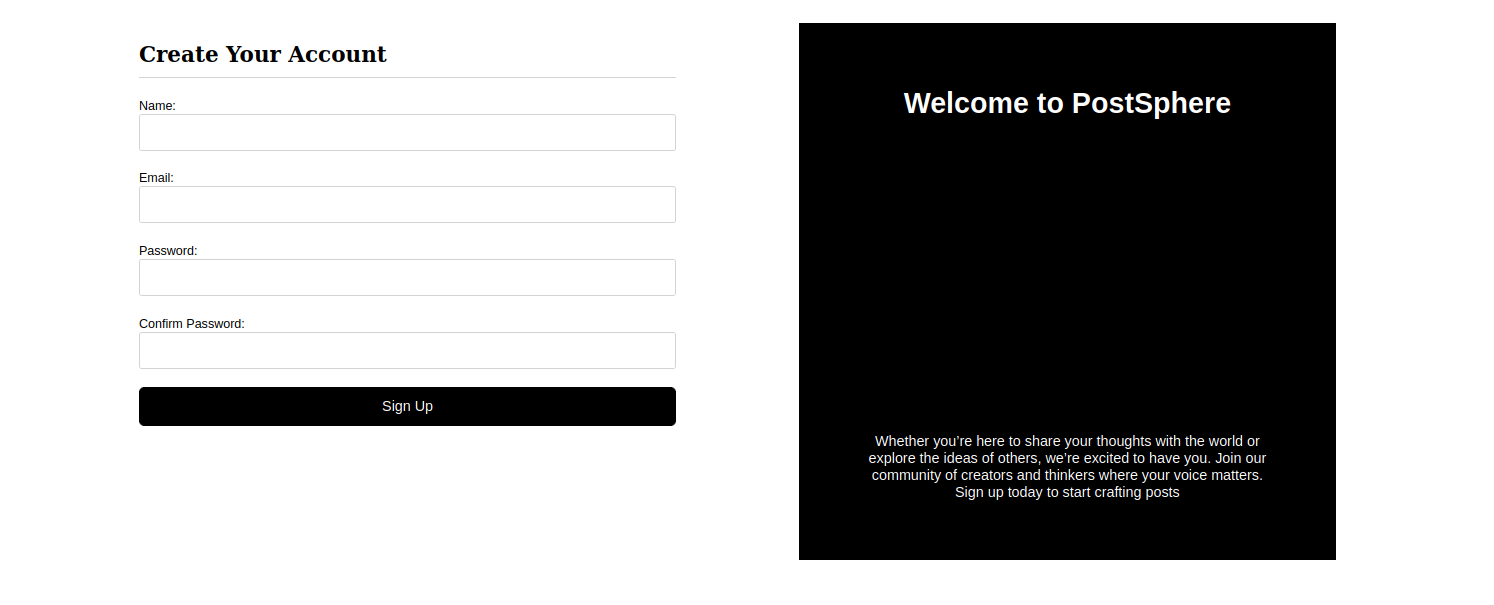 Create Your Account
Name:
Email:
Password:
Confirm Password:
Sign Up
Welcome to PostSphere
Whether you’re here to share your thoughts with the world or
explore the ideas of others, we’re excited to have you. Join our
community of creators and thinkers where your voice matters.
Sign up today to start crafting posts